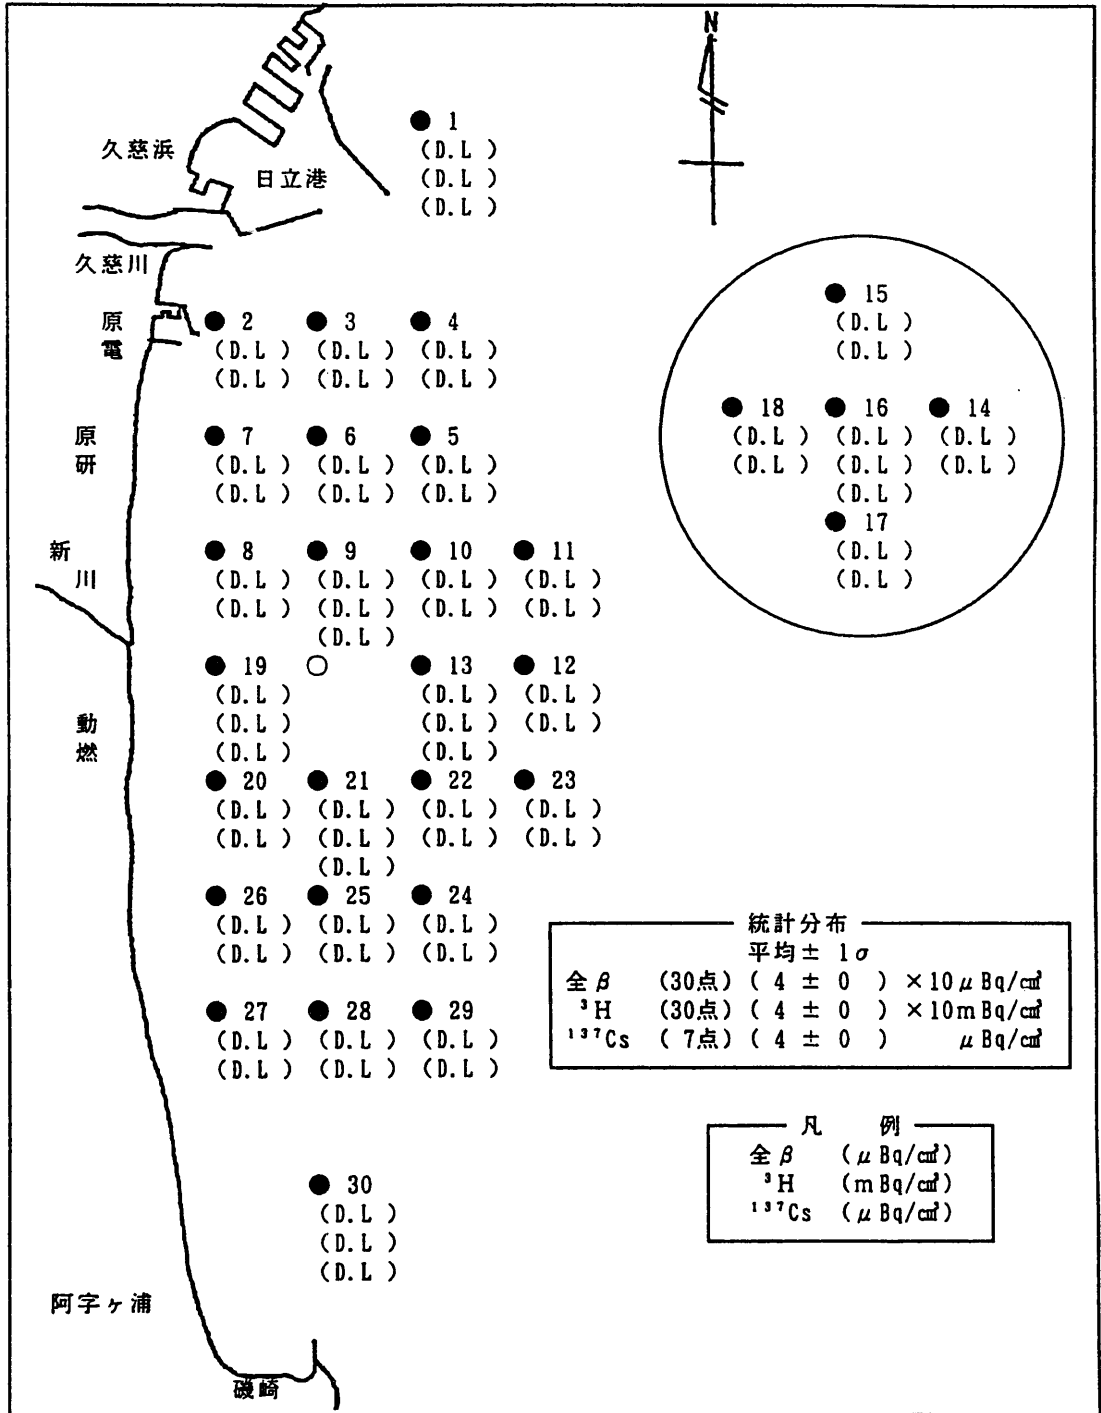 N
久慈浜
日立港
久慈川
1
(D.L )
(D.L )
(D.L )
原電
2 3 4
(D.L ) (D.L ) (D.L )
(D.L ) (D.L ) (D.L )
原研
7 6 5
(D.L ) (D.L ) (D.L )
(D.L ) (D.L ) (D.L )
新川
8 9 10 11
(D.L ) (D.L ) (D.L ) (D.L )
(D.L ) (D.L ) (D.L ) (D.L )
(D.L )
動燃
19 13 12
(D.L ) (D.L ) (D.L )
(D.L ) (D.L ) (D.L )
(D.L ) (D.L )
20 21 22 23
(D.L ) (D.L ) (D.L ) (D.L )
(D.L ) (D.L ) (D.L ) (D.L )
(D.L )
26 25 24
(D.L ) (D.L ) (D.L )
(D.L ) (D.L ) (D.L )
27 28 29
(D.L ) (D.L ) (D.L )
(D.L ) (D.L ) (D.L )
30
(D.L )
(D.L )
(D.L )
阿字ヶ浦
磯崎
15
(D.L )
(D.L )
18 16 14
(D.L ) (D.L ) (D.L )
(D.L ) (D.L ) (D.L )
(D.L )
17
(D.L )
(D.L )
統計分布
平均± 1σ
全β (30点) ( 4 ± 0 ) ×10μBq/cm³
³H (30点) ( 4 ± 0 ) ×10mBq/cm³
¹³⁷Cs ( 7点) ( 4 ± 0 ) μBq/cm³
凡 例
全β (μBq/cm³)
³H (mBq/cm³)
¹³⁷Cs (μBq/cm³)